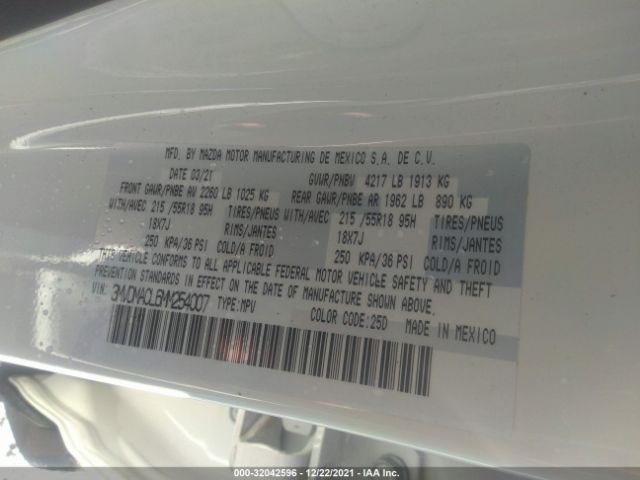 MFD. BY MAZDA MOTOR MANUFACTURING DE MEXICO S.A. DE C.V.
DATE 03/21 GVWR/PNBV 4217 LB 1913 KG
FRONT GAWR/PNBE AV 2260 LB 1025 KG REAR GAWR/PNBE AR 1962 LB 890 KG
WITH/AVEC 215 /55R18 95H TIRES/PNEUS WITH/AVEC 215 /55R18 95H TIRES/PNEUS
18X7J RIMS/JANTES 18X7J RIMS/JANTES
250 KPA/36 PSI COLD/A FROID 250 KPA/36 PSI COLD/A FROID
THIS VEHICLE CONFORMS TO ALL APPLICABLE FEDERAL MOTOR VEHICLE SAFETY AND THEFT
PREVENTION STANDARDS IN EFFECT ON THE DATE OF MANUFACTURE SHOWN ABOVE.
VIN: 3MVDMACL6MM254007 TYPE:MPV COLOR CODE:25D MADE IN MEXICO
000-32042596 - 12/22/2021 - IAA Inc.